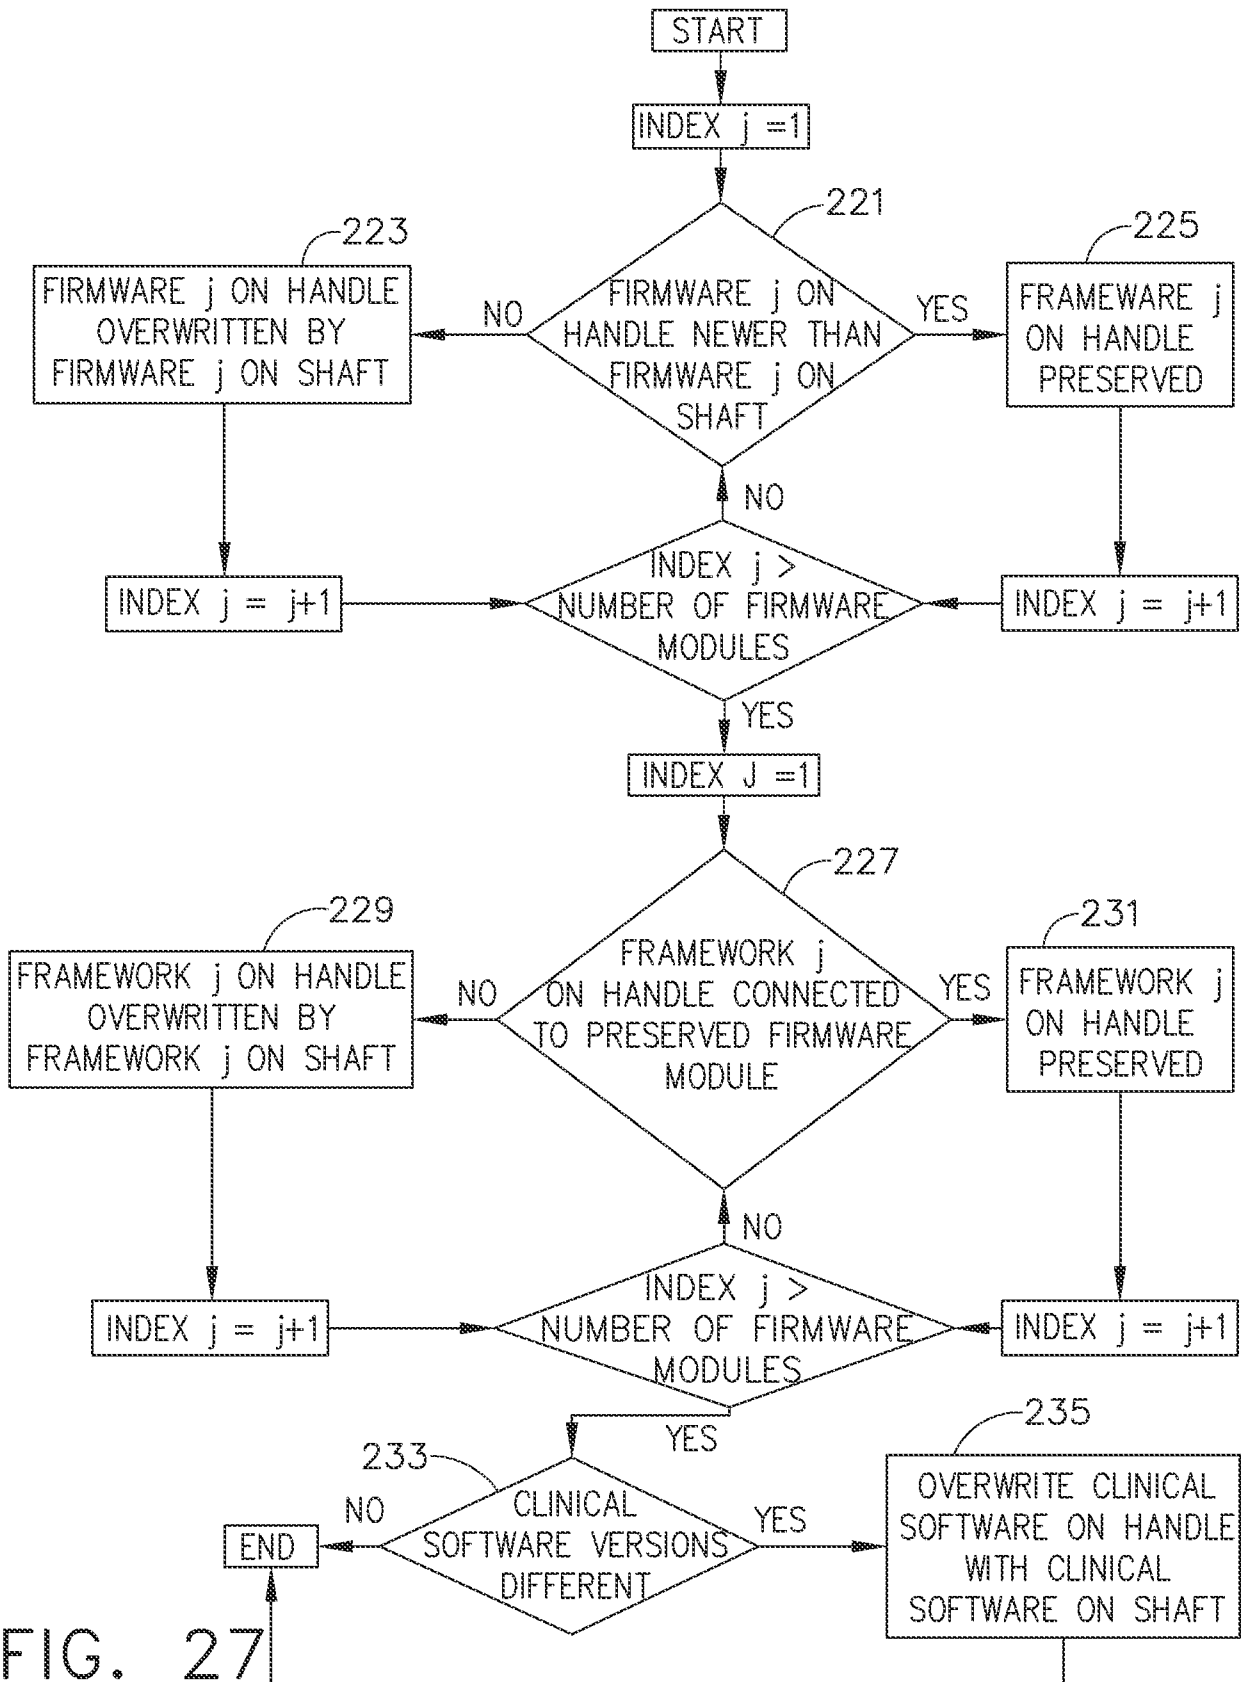 START
INDEX j =1
221
223
225
FIRMWARE j ON HANDLE
OVERWRITTEN BY
FIRMWARE j ON SHAFT
NO
FIRMWARE j ON
HANDLE NEWER THAN
FIRMWARE j ON
SHAFT
YES
FRAMEWARE j
ON HANDLE
PRESERVED
NO
INDEX j = j+1
INDEX j >
NUMBER OF FIRMWARE
MODULES
INDEX j = j+1
YES
INDEX J =1
227
229
231
FRAMEWORK j ON HANDLE
OVERWRITTEN BY
FRAMEWORK j ON SHAFT
NO
FRAMEWORK j
ON HANDLE CONNECTED
TO PRESERVED FIRMWARE
MODULE
YES
FRAMEWORK j
ON HANDLE
PRESERVED
NO
INDEX j = j+1
INDEX j >
NUMBER OF FIRMWARE
MODULES
INDEX j = j+1
YES
233
235
END
NO
CLINICAL
SOFTWARE VERSIONS
DIFFERENT
YES
OVERWRITE CLINICAL
SOFTWARE ON HANDLE
WITH CLINICAL
SOFTWARE ON SHAFT
FIG. 27